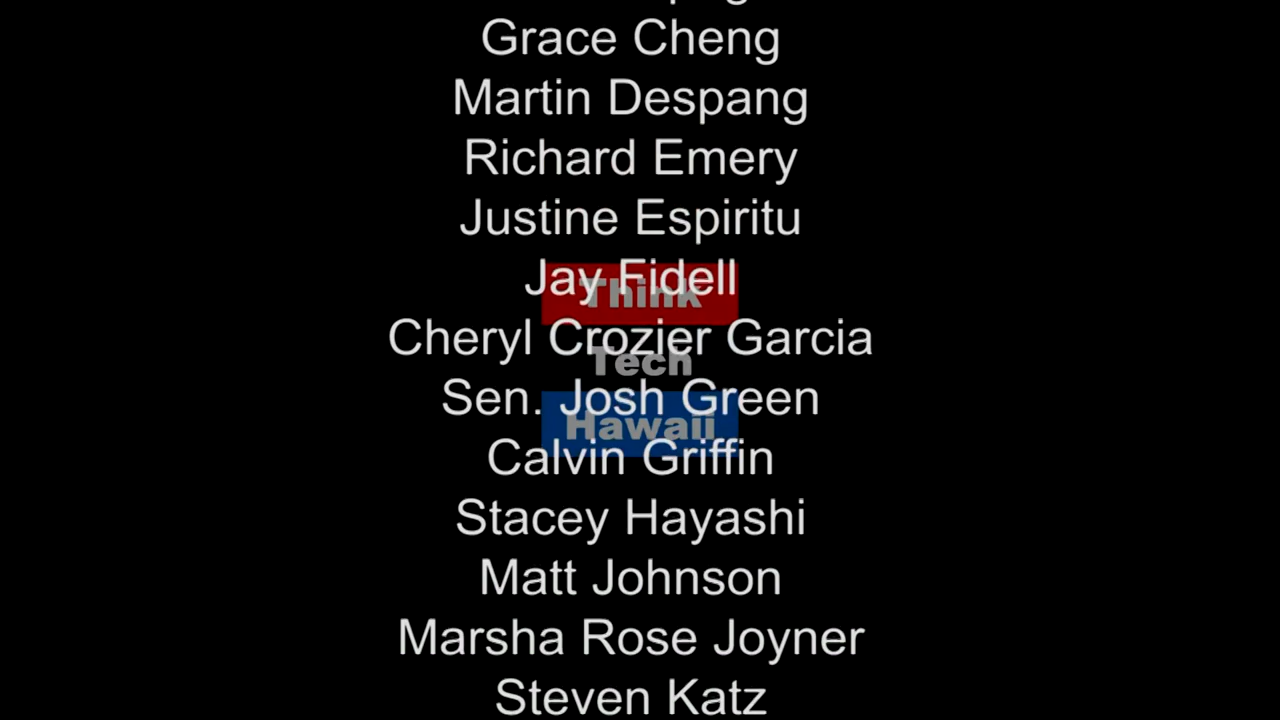 Grace Cheng
Martin Despang
Richard Emery
Justine Espiritu
Jay Fidell
Think
Cheryl Crozier Garcia
Tech
Sen. Josh Green
Hawaii
Calvin Griffin
Stacey Hayashi
Matt Johnson
Marsha Rose Joyner
Steven Katz